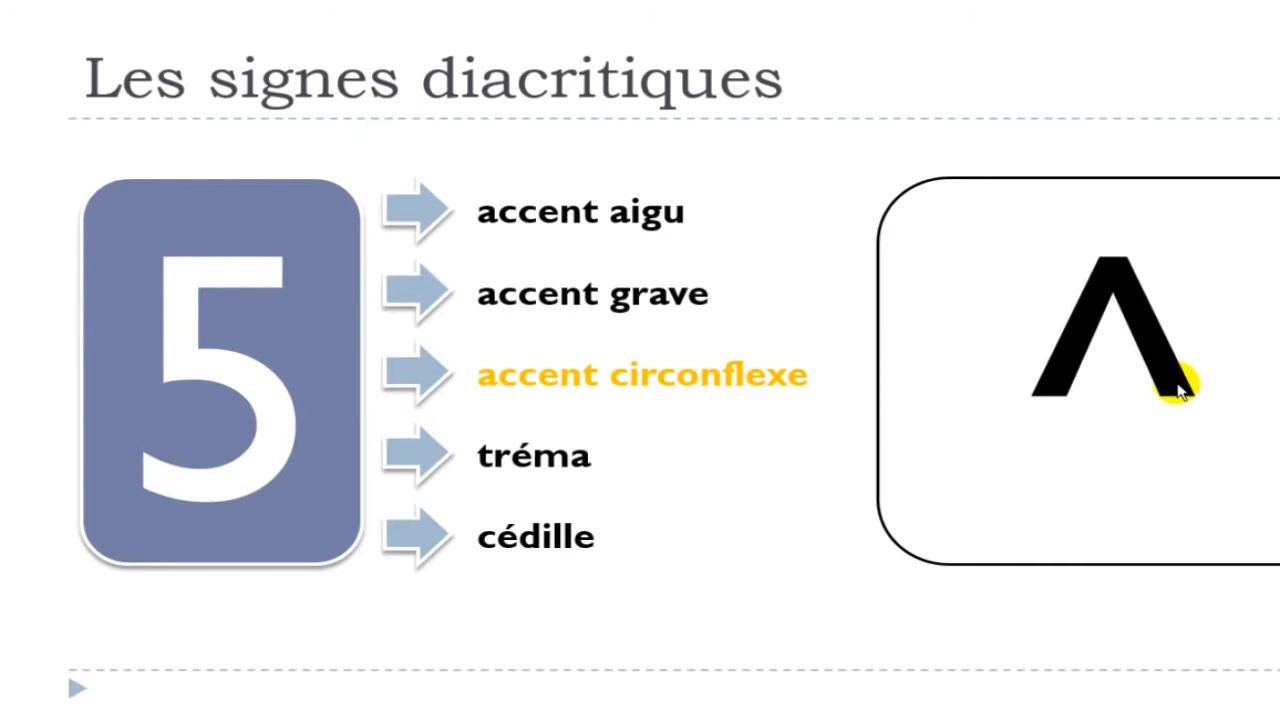 Les signes diacritiques
5
accent aigu
accent grave
accent circonflexe
tréma
cédille
^